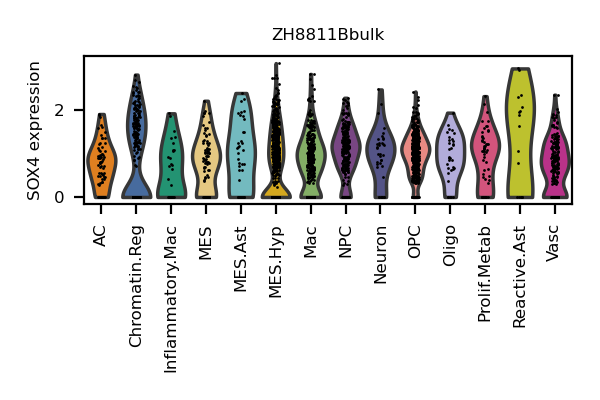 ZH8811Bbulk
SOX4 expression
2
0
AC
Chromatin.Reg
Inflammatory.Mac
MES
MES.Ast
MES.Hyp
Mac
NPC
Neuron
OPC
Oligo
Prolif.Metab
Reactive.Ast
Vasc